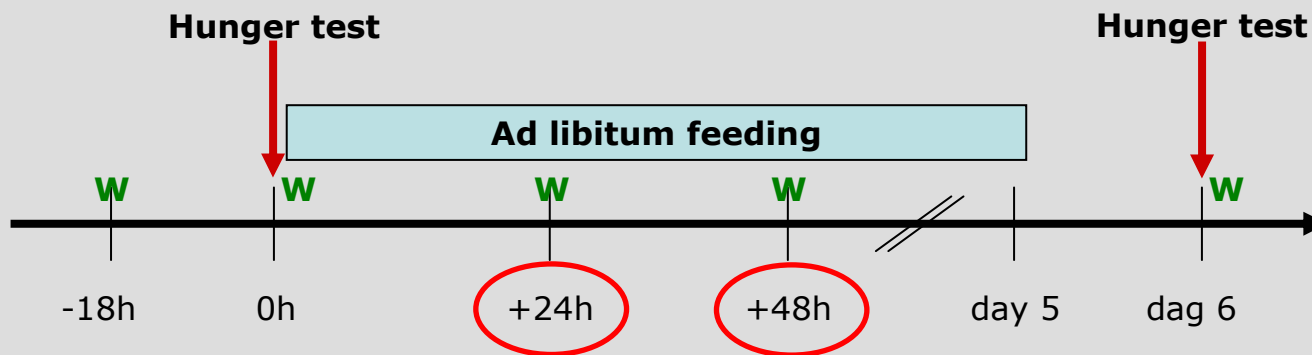 Hunger test
Hunger test
Ad libitum feeding
W W W W W
-18h 0h +24h +48h day 5 dag 6